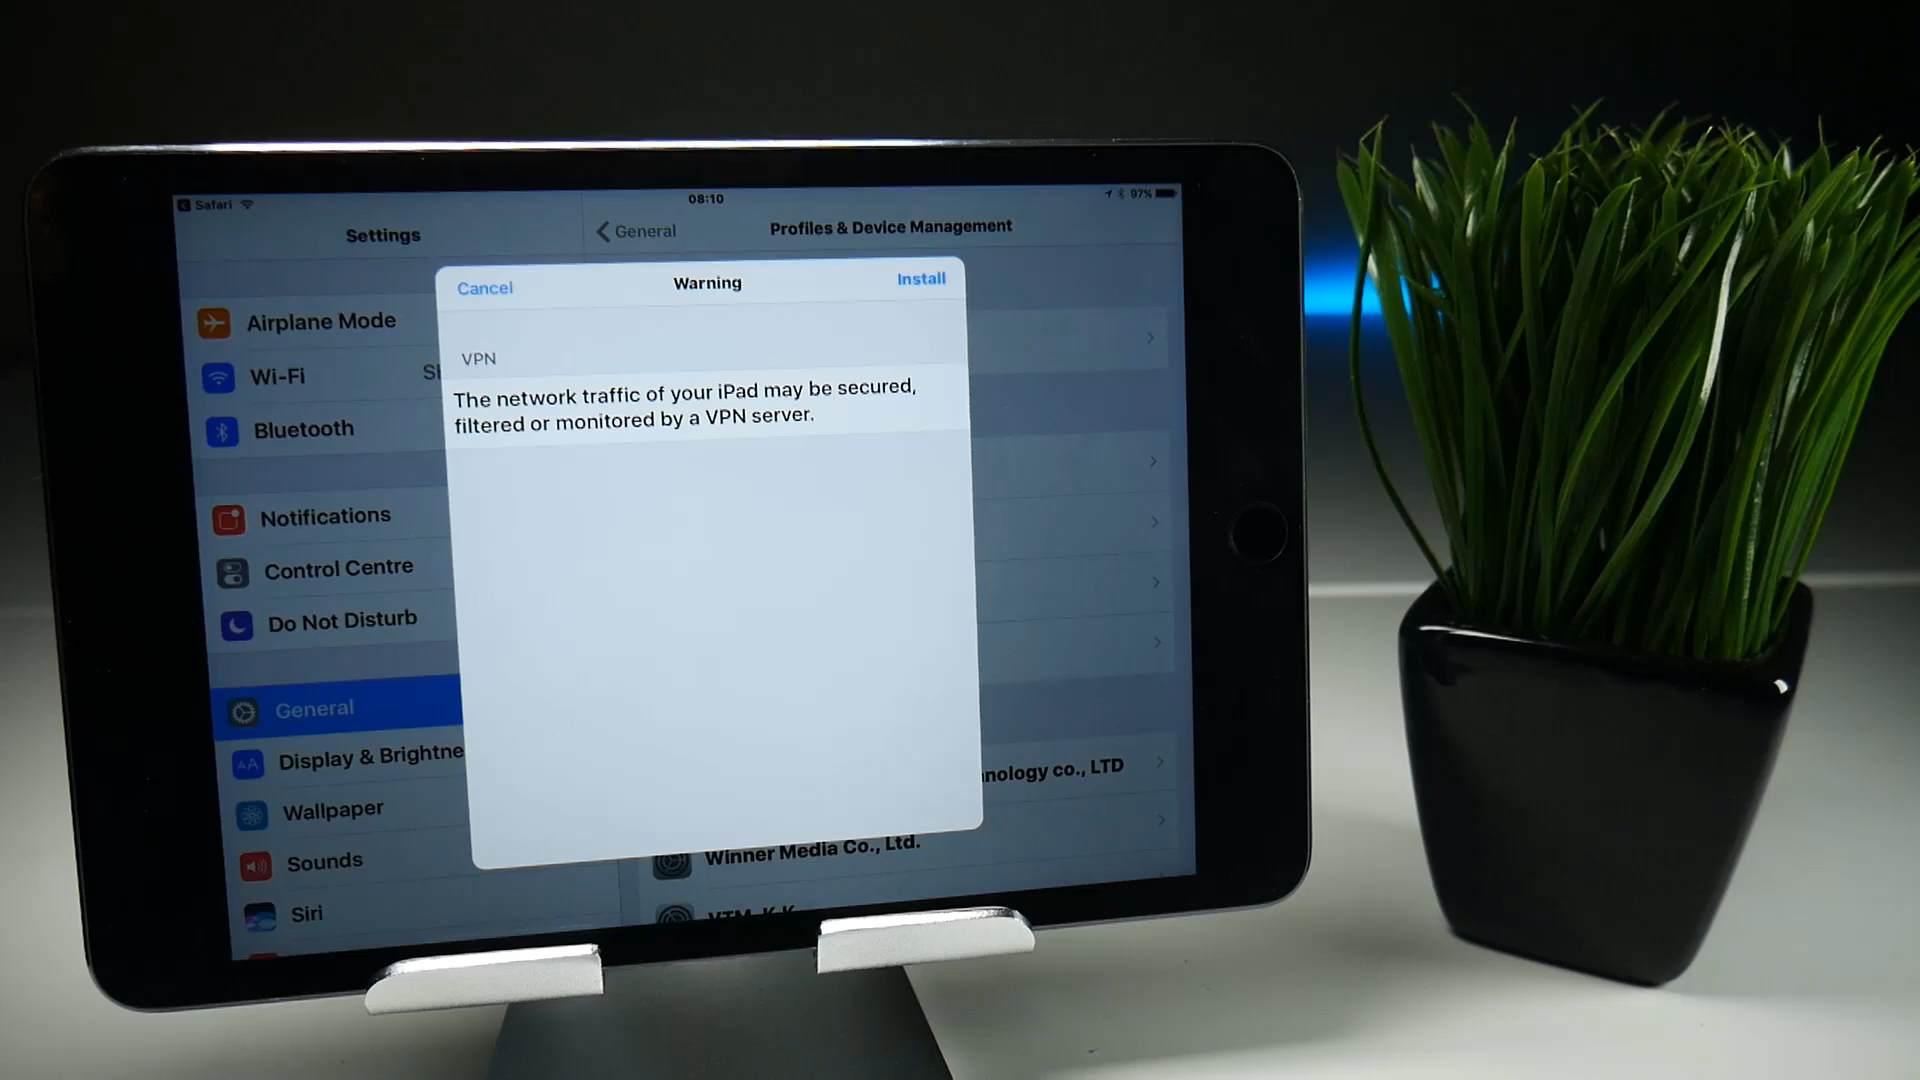 Safari
08:10
97%
Settings
General
Profiles & Device Management
Cancel
Warning
Install
VPN
The network traffic of your iPad may be secured,
filtered or monitored by a VPN server.
Airplane Mode
Wi-Fi
Bluetooth
Notifications
Control Centre
Do Not Disturb
General
Display & Brightne
AA
Wallpaper
Sounds
Siri
nology co., LTD
Winner Media Co., Ltd.